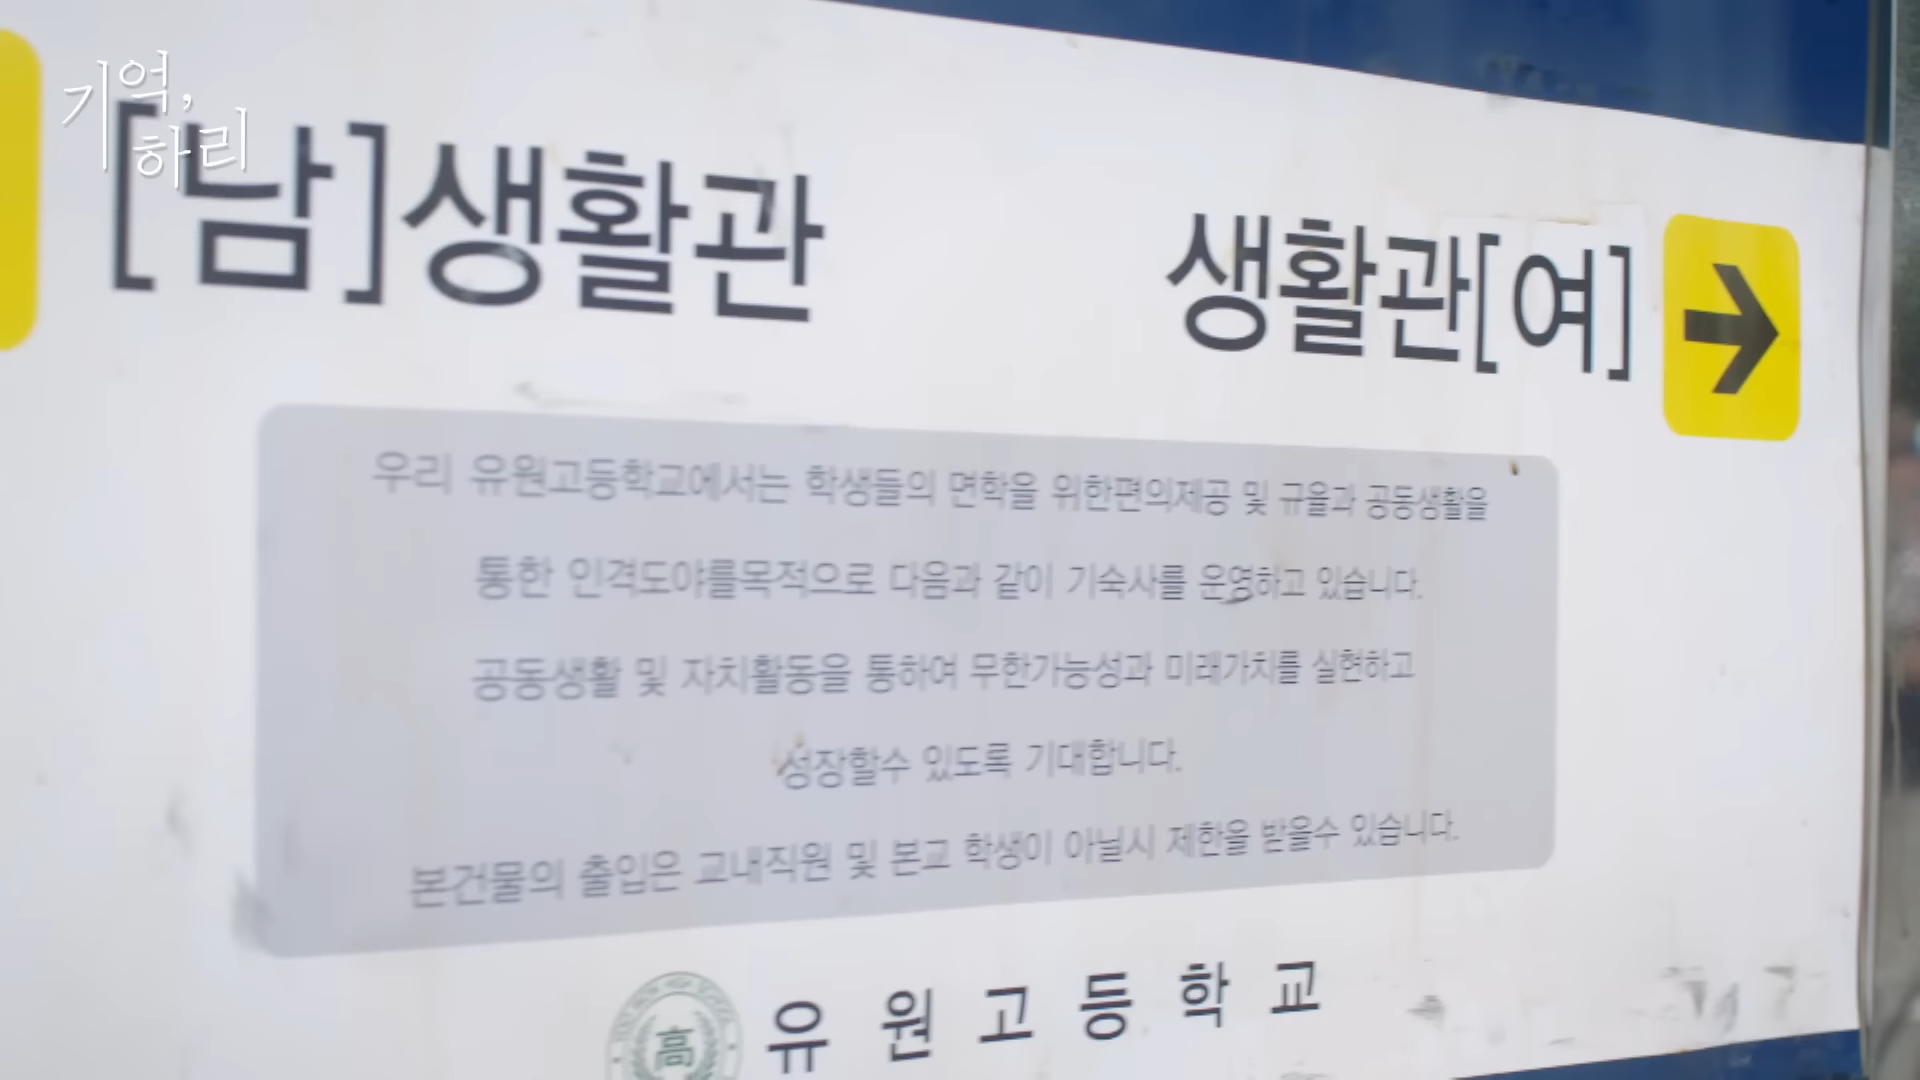 기억,
하리
[남]생활관
생활관[여]
우리 유원고등학교에서는 학생들의 면학을 위한편의제공 및 규율과 공동생활을
통한 인격도야를목적으로 다음과 같이 기숙사를 운영하고 있습니다.
공동생활 및 자치활동을 통하여 무한가능성과 미래가치를 실현하고
성장할수 있도록 기대합니다.
본건물의 출입은 교내직원 및 본교 학생이 아닐시 제한을 받을수 있습니다.
高
유원고등학교